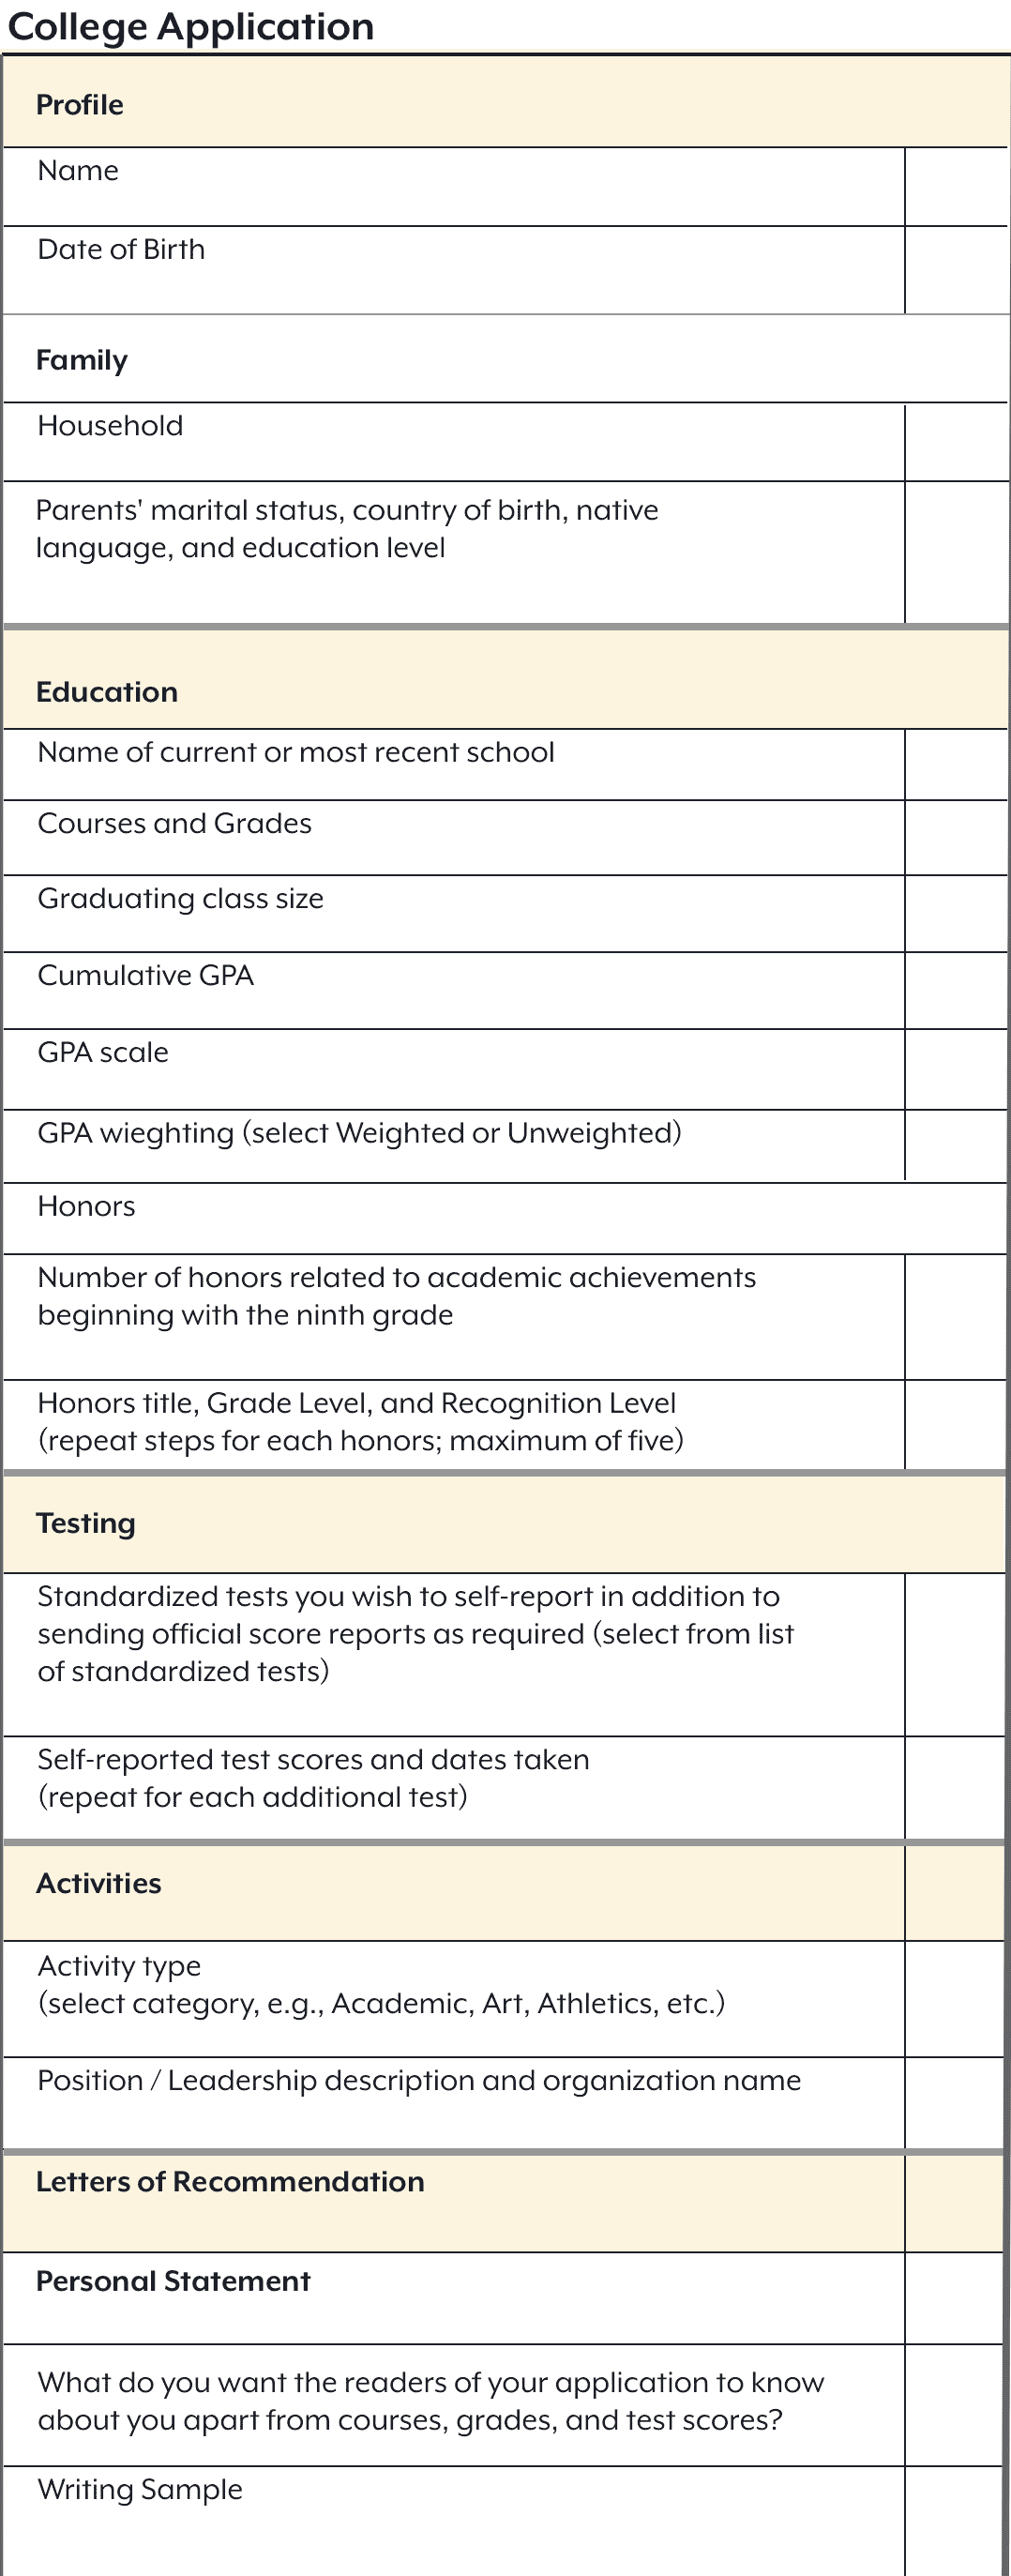 College Application
Profile
Name
Date of Birth
Family
Household
Parents' marital status, country of birth, native
language, and education level
Education
Name of current or most recent school
Courses and Grades
Graduating class size
Cumulative GPA
GPA scale
GPA wieghting (select Weighted or Unweighted)
Honors
Number of honors related to academic achievements
beginning with the ninth grade
Honors title, Grade Level, and Recognition Level
(repeat steps for each honors; maximum of five)
Testing
Standardized tests you wish to self-report in addition to
sending official score reports as required (select from list
of standardized tests)
Self-reported test scores and dates taken
(repeat for each additional test)
Activities
Activity type
(select category, e.g., Academic, Art, Athletics, etc.)
Position / Leadership description and organization name
Letters of Recommendation
Personal Statement
What do you want the readers of your application to know
about you apart from courses, grades, and test scores?
Writing Sample